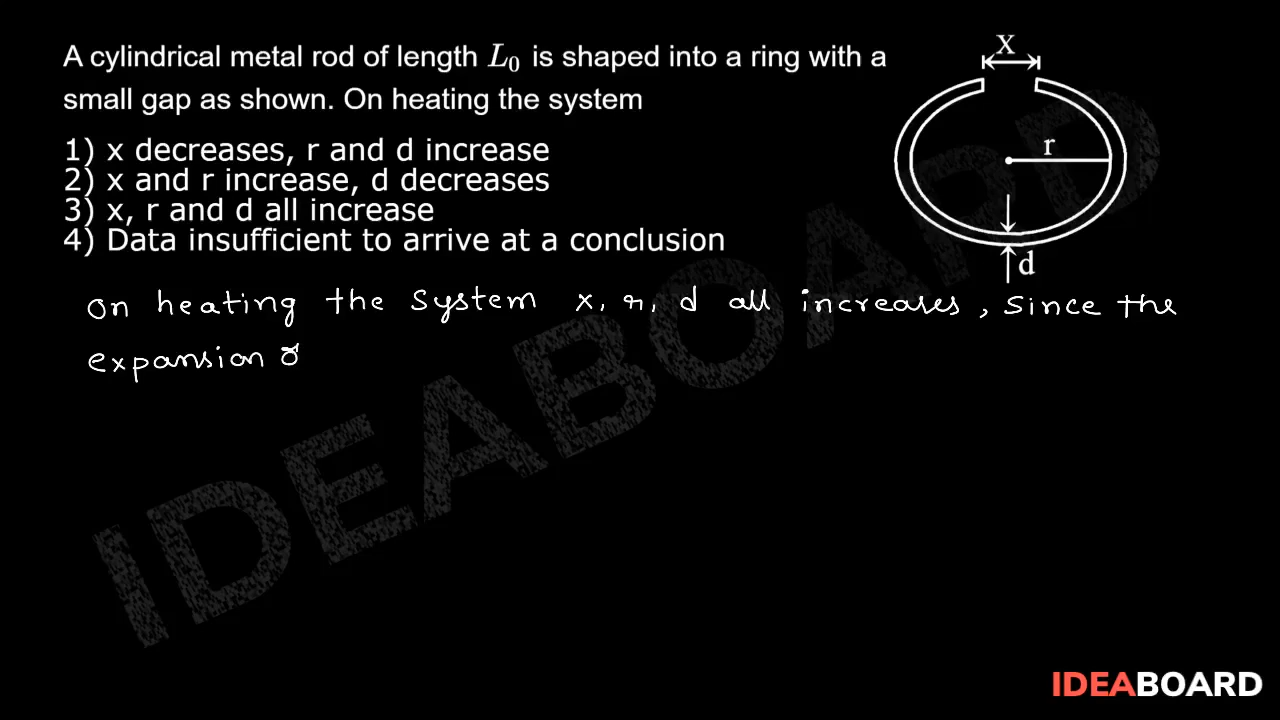 A cylindrical metal rod of length L₀ is shaped into a ring with a
small gap as shown. On heating the system
1) x decreases, r and d increase
2) x and r increase, d decreases
3) x, r and d all increase
4) Data insufficient to arrive at a conclusion
X
r
d
on heating the system x, r, d all increases, since the
expansion
IDEABOARD
IDEABOARD